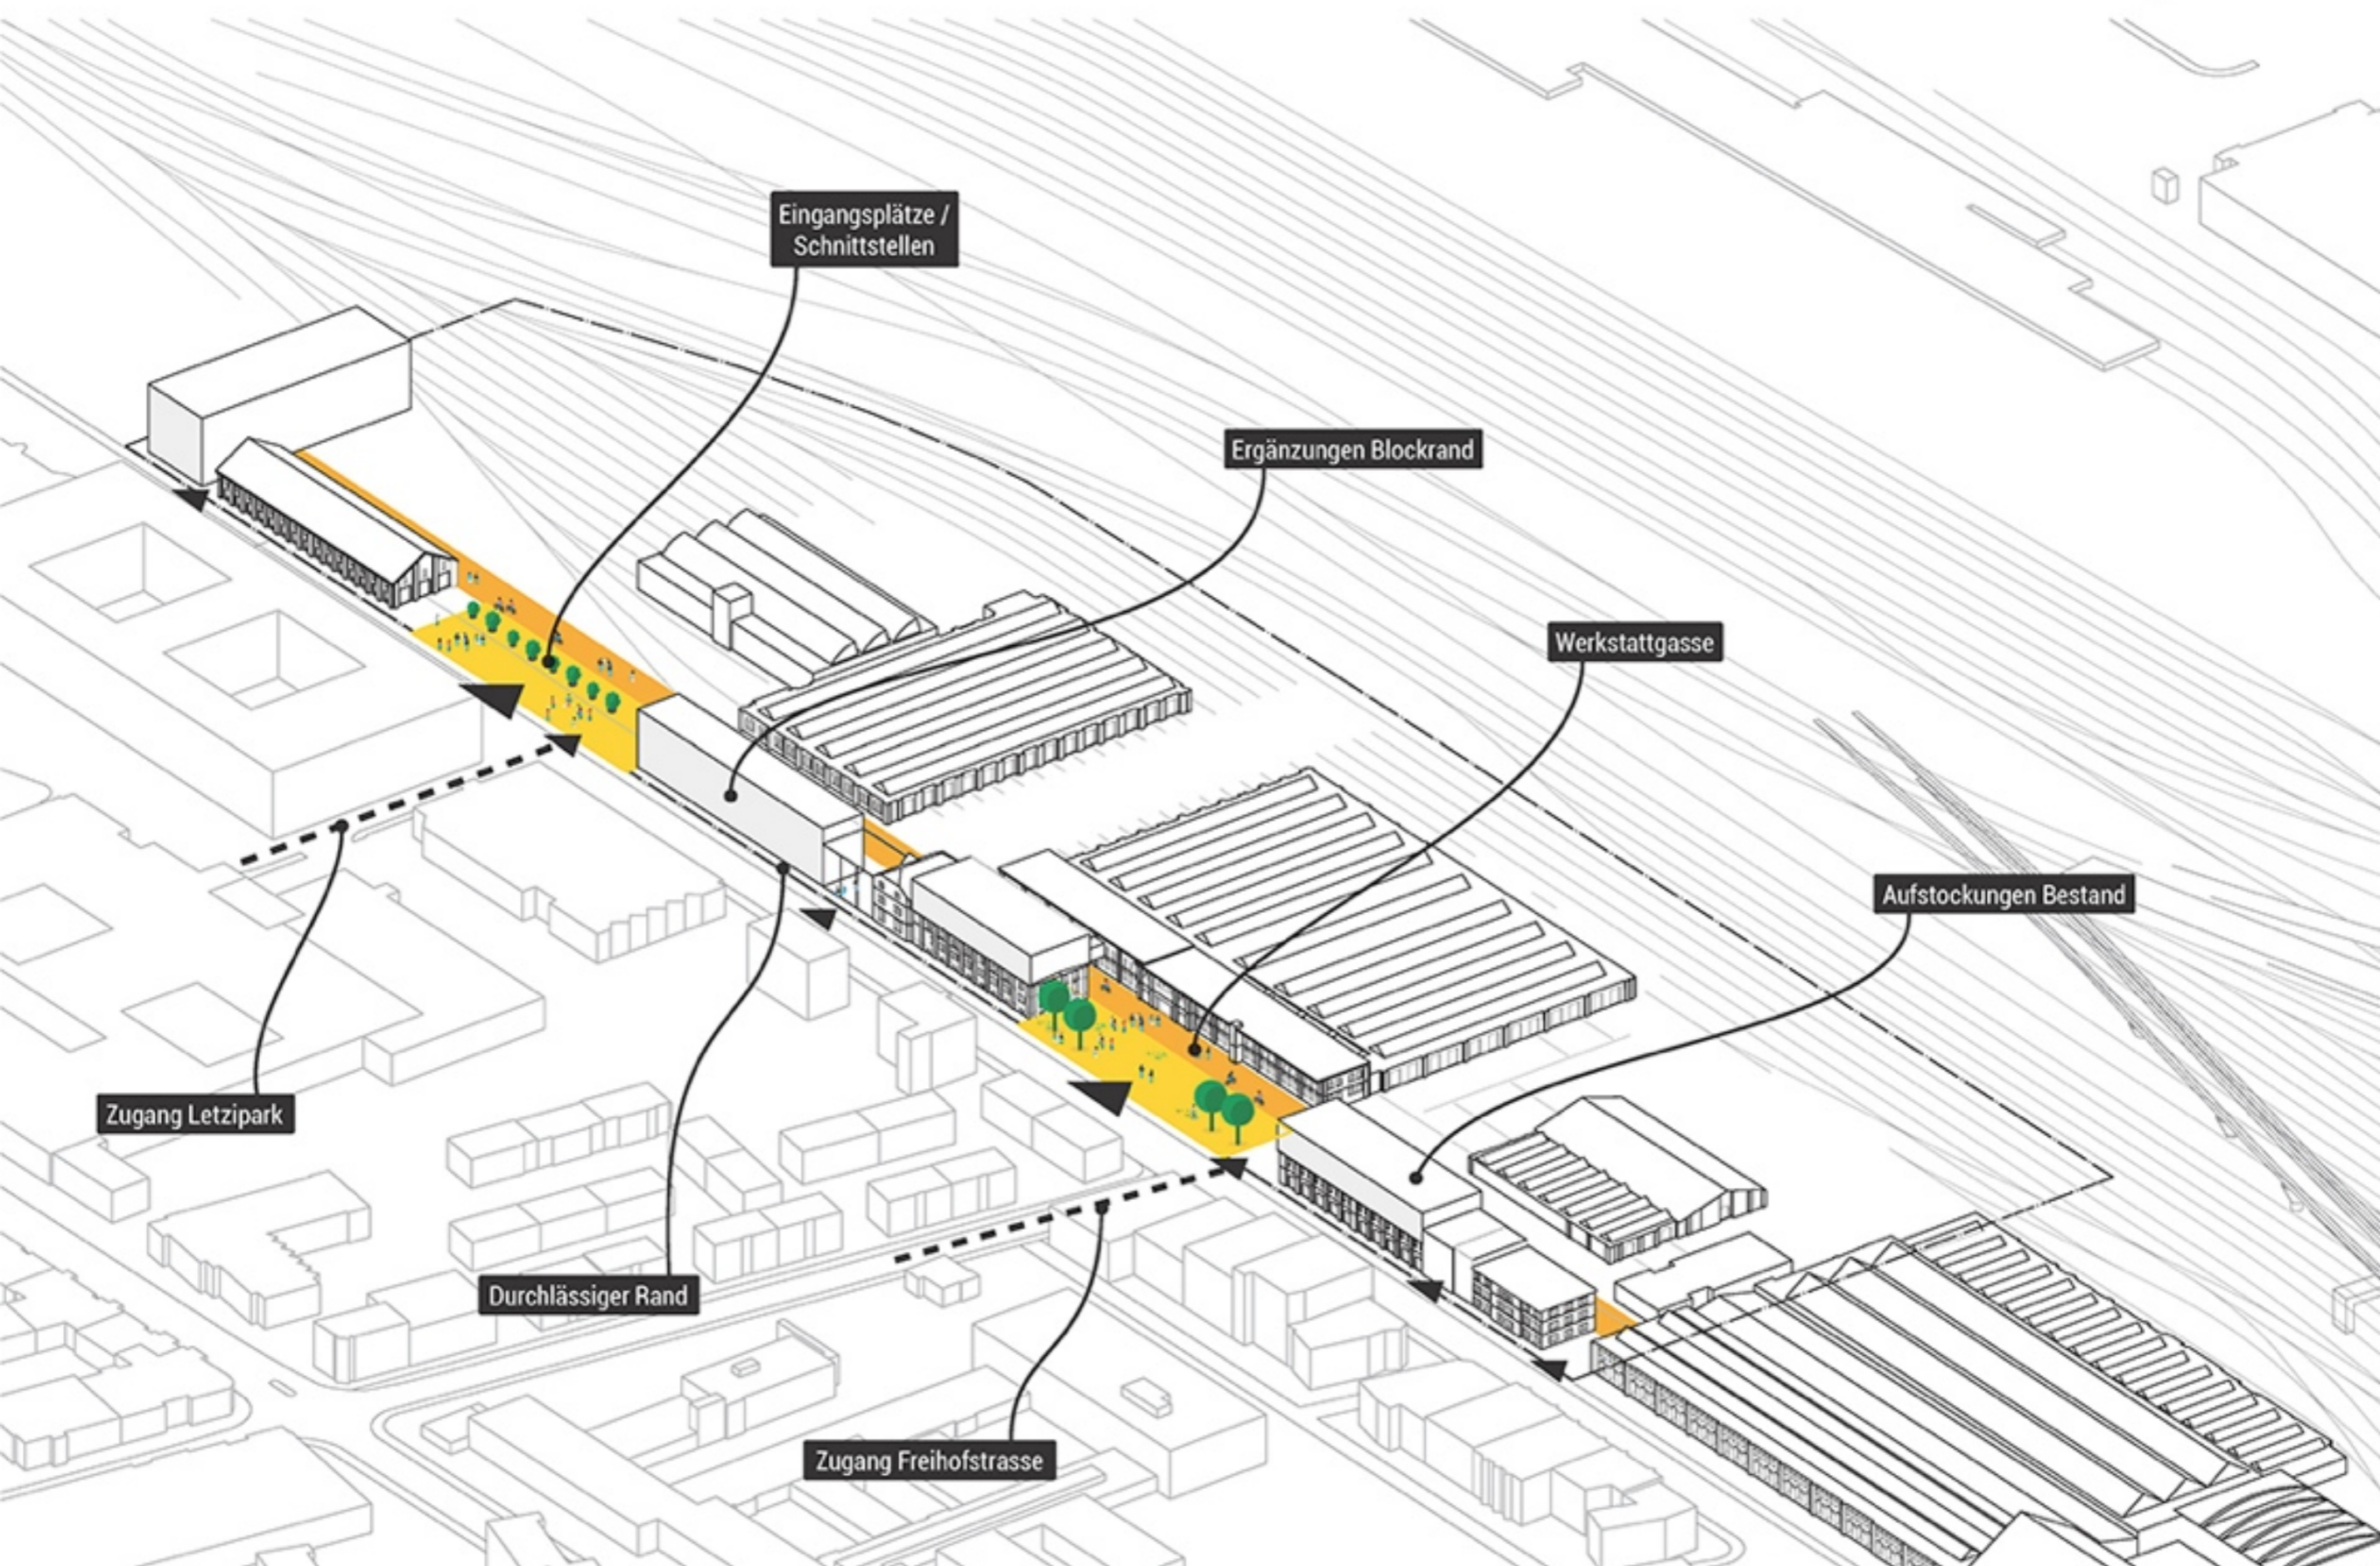 Eingangsplätze /
Schnittstellen
Ergänzungen Blockrand
Werkstattgasse
Aufstockungen Bestand
Zugang Letzipark
Durchlässiger Rand
Zugang Freihofstrasse